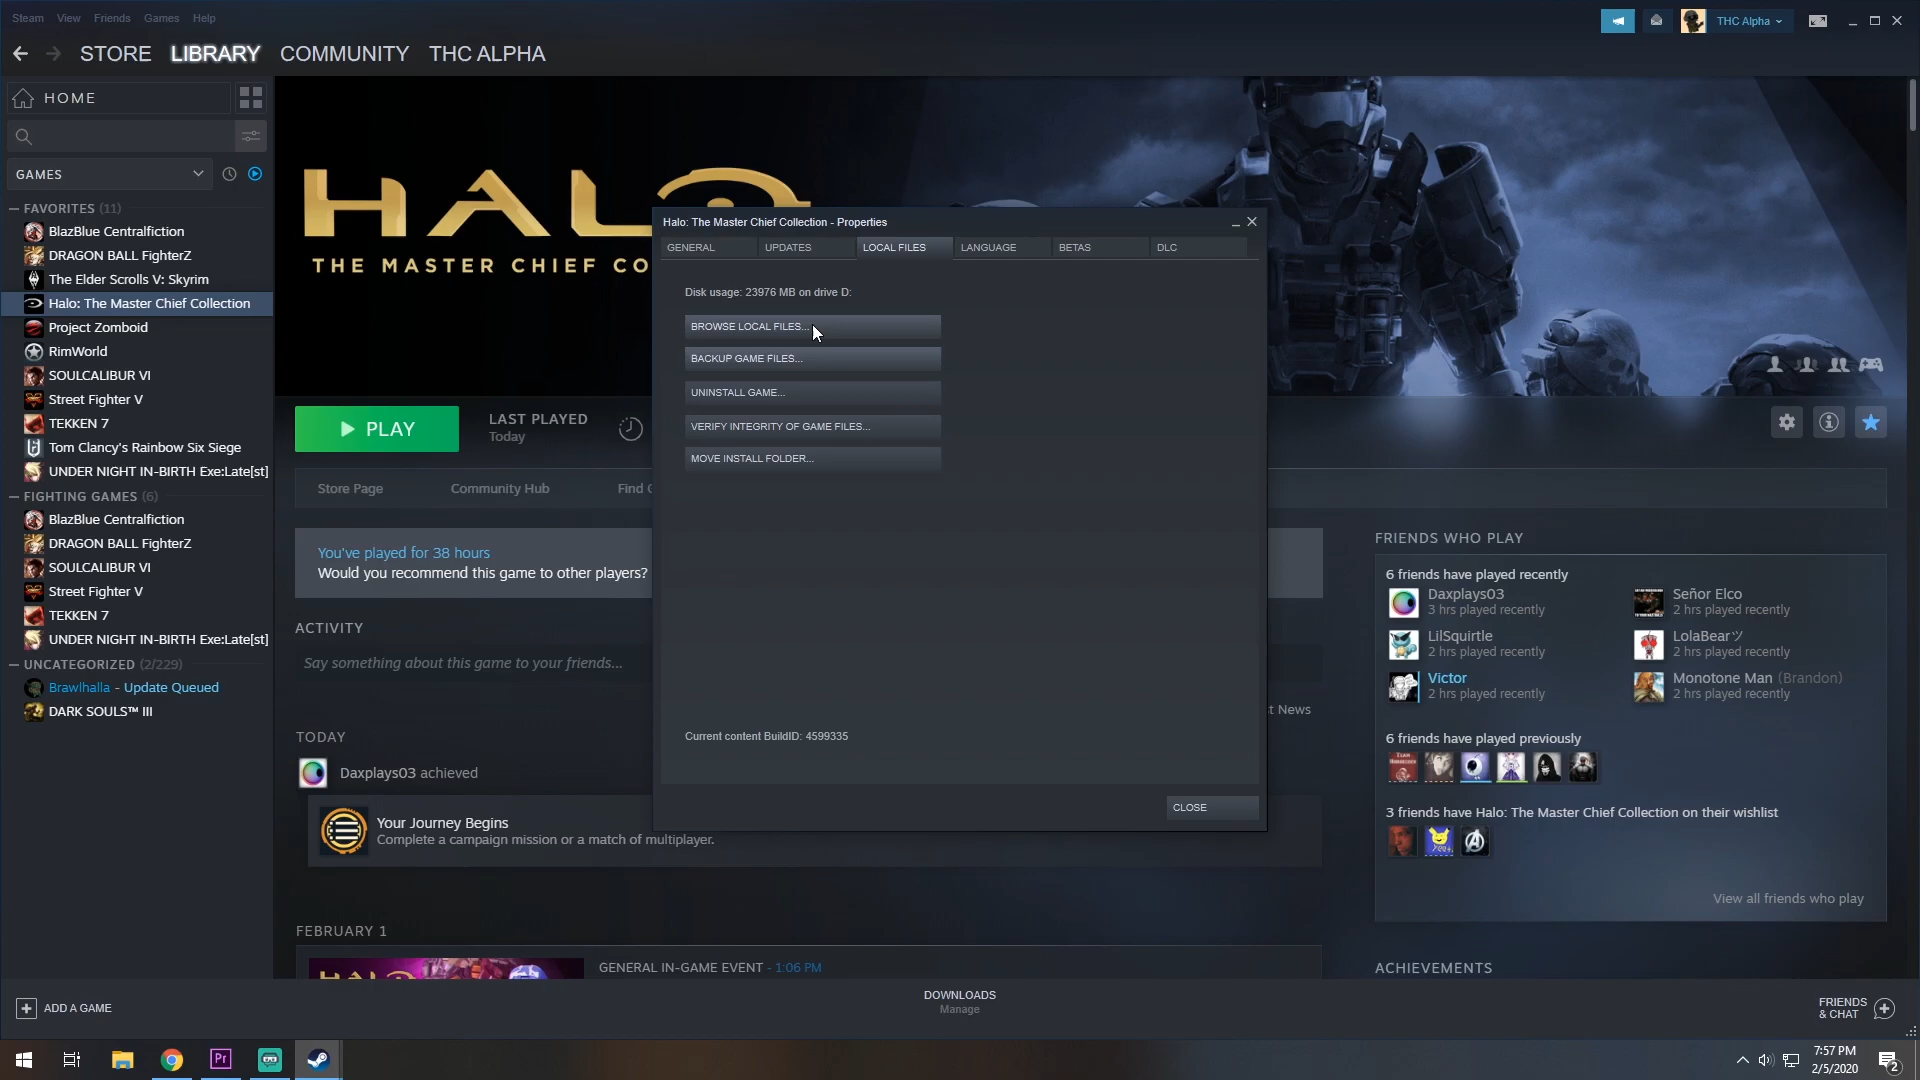 Steam View Friends Games Help
THC Alpha
STORE LIBRARY COMMUNITY THC ALPHA
HOME
GAMES
FAVORITES (11)
BlazBlue Centralfiction
DRAGON BALL FighterZ
The Elder Scrolls V: Skyrim
Halo: The Master Chief Collection
Project Zomboid
RimWorld
SOULCALIBUR VI
Street Fighter V
TEKKEN 7
Tom Clancy's Rainbow Six Siege
UNDER NIGHT IN-BIRTH Exe:Late[st]
FIGHTING GAMES (6)
BlazBlue Centralfiction
DRAGON BALL FighterZ
SOULCALIBUR VI
Street Fighter V
TEKKEN 7
UNDER NIGHT IN-BIRTH Exe:Late[st]
UNCATEGORIZED (2/229)
Brawlhalla - Update Queued
DARK SOULS™ III
HALO
THE MASTER CHIEF CO
PLAY
LAST PLAYED
Today
Store Page Community Hub Find
You've played for 38 hours
Would you recommend this game to other players?
ACTIVITY
Say something about this game to your friends...
t News
TODAY
Daxplays03 achieved
Your Journey Begins
Complete a campaign mission or a match of multiplayer.
FEBRUARY 1
HALO
GENERAL IN-GAME EVENT - 1:06 PM
Halo: The Master Chief Collection - Properties
GENERAL UPDATES LOCAL FILES LANGUAGE BETAS DLC
Disk usage: 23976 MB on drive D:
BROWSE LOCAL FILES...
BACKUP GAME FILES...
UNINSTALL GAME...
VERIFY INTEGRITY OF GAME FILES...
MOVE INSTALL FOLDER...
Current content BuildID: 4599335
CLOSE
FRIENDS WHO PLAY
6 friends have played recently
Daxplays03
3 hrs played recently
Señor Elco
2 hrs played recently
LilSquirtle
2 hrs played recently
LolaBearツ
2 hrs played recently
Victor
2 hrs played recently
Monotone Man (Brandon)
2 hrs played recently
6 friends have played previously
3 friends have Halo: The Master Chief Collection on their wishlist
View all friends who play
ACHIEVEMENTS
ADD A GAME
DOWNLOADS
Manage
FRIENDS
& CHAT
Pr
7:57 PM
2/5/2020
2